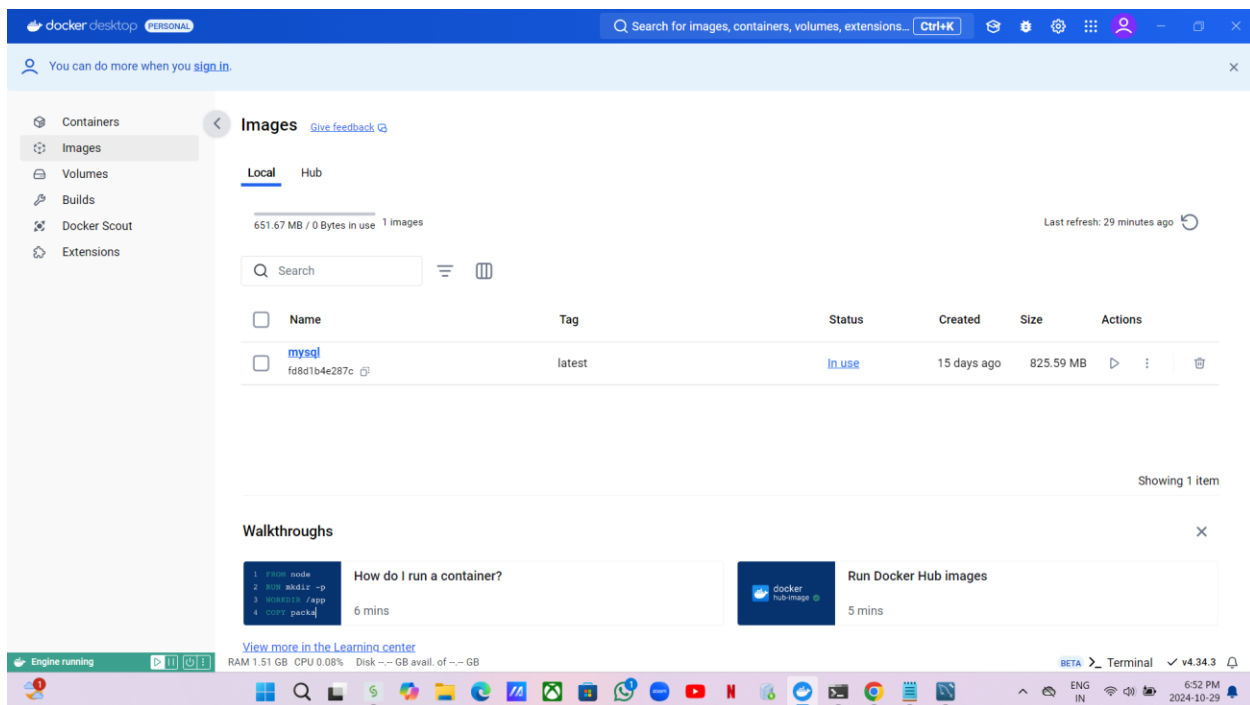 docker desktop PERSONAL
Search for images, containers, volumes, extensions... Ctrl+K
You can do more when you sign in.
Containers
Images
Volumes
Builds
Docker Scout
Extensions
Images Give feedback
Local Hub
651.67 MB / 0 Bytes in use 1 images
Last refresh: 29 minutes ago
Search
Name Tag Status Created Size Actions
mysql
fd8d1b4e287c
latest In use 15 days ago 825.59 MB
Showing 1 item
Walkthroughs
1 FROM node
2 RUN mkdir -p
3 WORKDIR /app
4 COPY packa
How do I run a container?
6 mins
docker
hub-image
Run Docker Hub images
5 mins
View more in the Learning center
Engine running
RAM 1.51 GB CPU 0.08% Disk --.-- GB avail. of --.-- GB
BETA >_ Terminal v4.34.3
1
ENG
IN
6:52 PM
2024-10-29